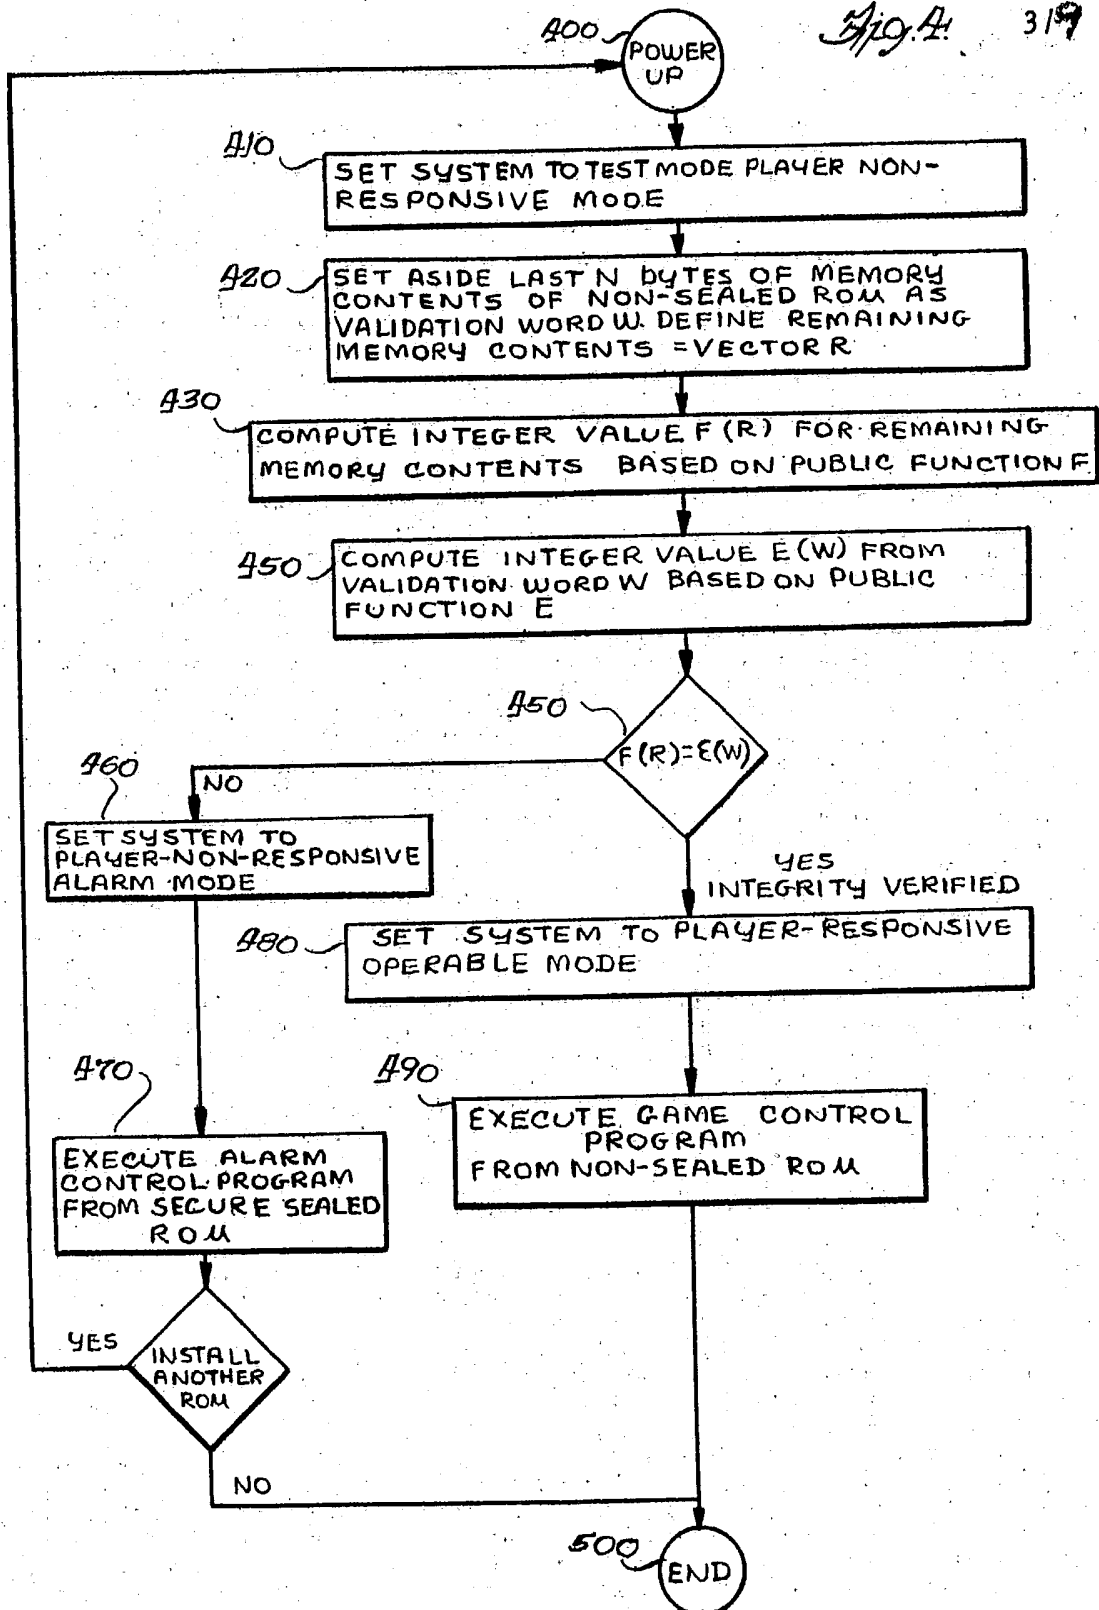 Fig. 4.
400
POWER
UP
410
SET SYSTEM TO TEST MODE PLAYER NON-
RESPONSIVE MODE
420
SET ASIDE LAST N BYTES OF MEMORY
CONTENTS OF NON-SEALED ROM AS
VALIDATION WORD W. DEFINE REMAINING
MEMORY CONTENTS = VECTOR R
430
COMPUTE INTEGER VALUE F(R) FOR REMAINING
MEMORY CONTENTS BASED ON PUBLIC FUNCTION F
450
COMPUTE INTEGER VALUE E(W) FROM
VALIDATION WORD W BASED ON PUBLIC
FUNCTION E
450
F(R)=E(W)
460
NO
SET SYSTEM TO
PLAYER-NON-RESPONSIVE
ALARM MODE
YES
INTEGRITY VERIFIED
480
SET SYSTEM TO PLAYER-RESPONSIVE
OPERABLE MODE
470
EXECUTE ALARM
CONTROL PROGRAM
FROM SECURE SEALED
ROM
490
EXECUTE GAME CONTROL
PROGRAM
FROM NON-SEALED ROM
YES
INSTALL
ANOTHER
ROM
NO
500
END